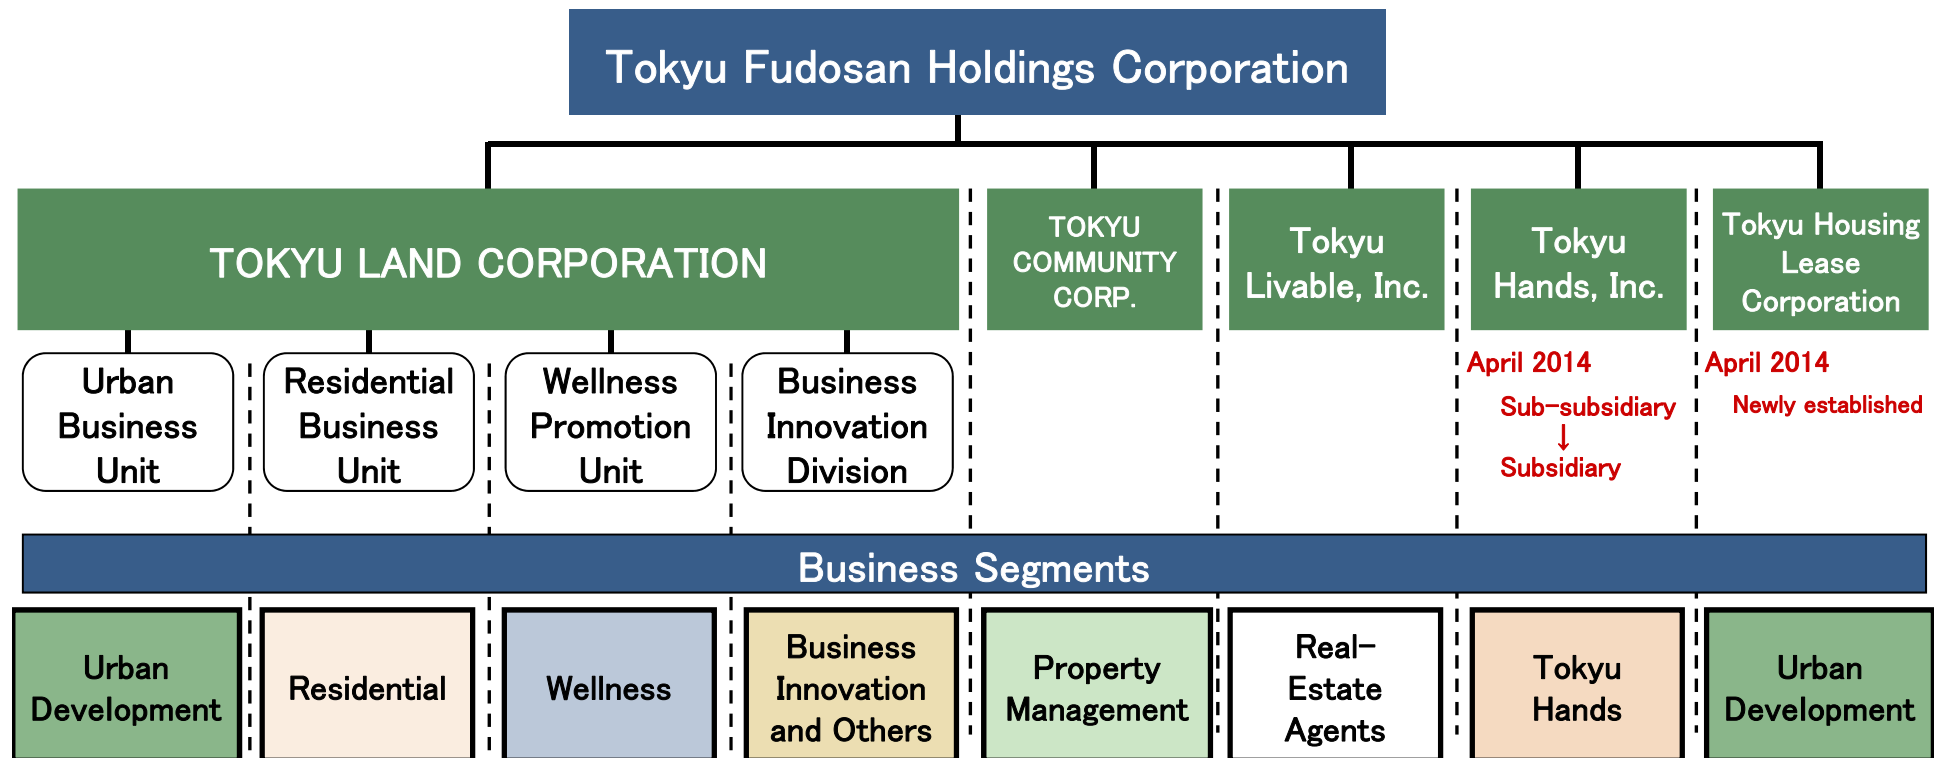 Tokyu Fudosan Holdings Corporation
TOKYU LAND CORPORATION
TOKYU
COMMUNITY
CORP.
Tokyu
Livable, Inc.
Tokyu
Hands, Inc.
Tokyu Housing
Lease
Corporation
Urban
Business
Unit
Residential
Business
Unit
Wellness
Promotion
Unit
Business
Innovation
Division
April 2014
Sub-subsidiary
↓
Subsidiary
April 2014
Newly established
Business Segments
Urban
Development
Residential
Wellness
Business
Innovation
and Others
Property
Management
Real-
Estate
Agents
Tokyu
Hands
Urban
Development